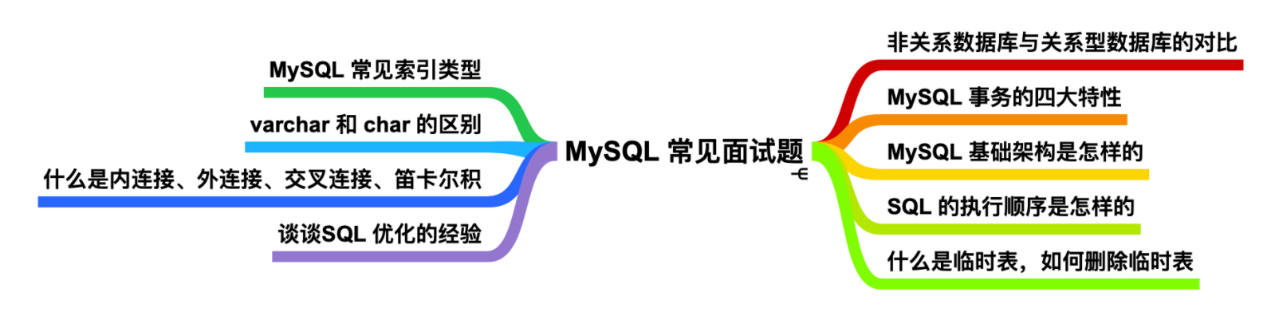 MySQL 常见面试题
非关系数据库与关系型数据库的对比
MySQL 事务的四大特性
MySQL 基础架构是怎样的
SQL 的执行顺序是怎样的
什么是临时表，如何删除临时表
MySQL 常见索引类型
varchar 和 char 的区别
什么是内连接、外连接、交叉连接、笛卡尔积
谈谈SQL 优化的经验